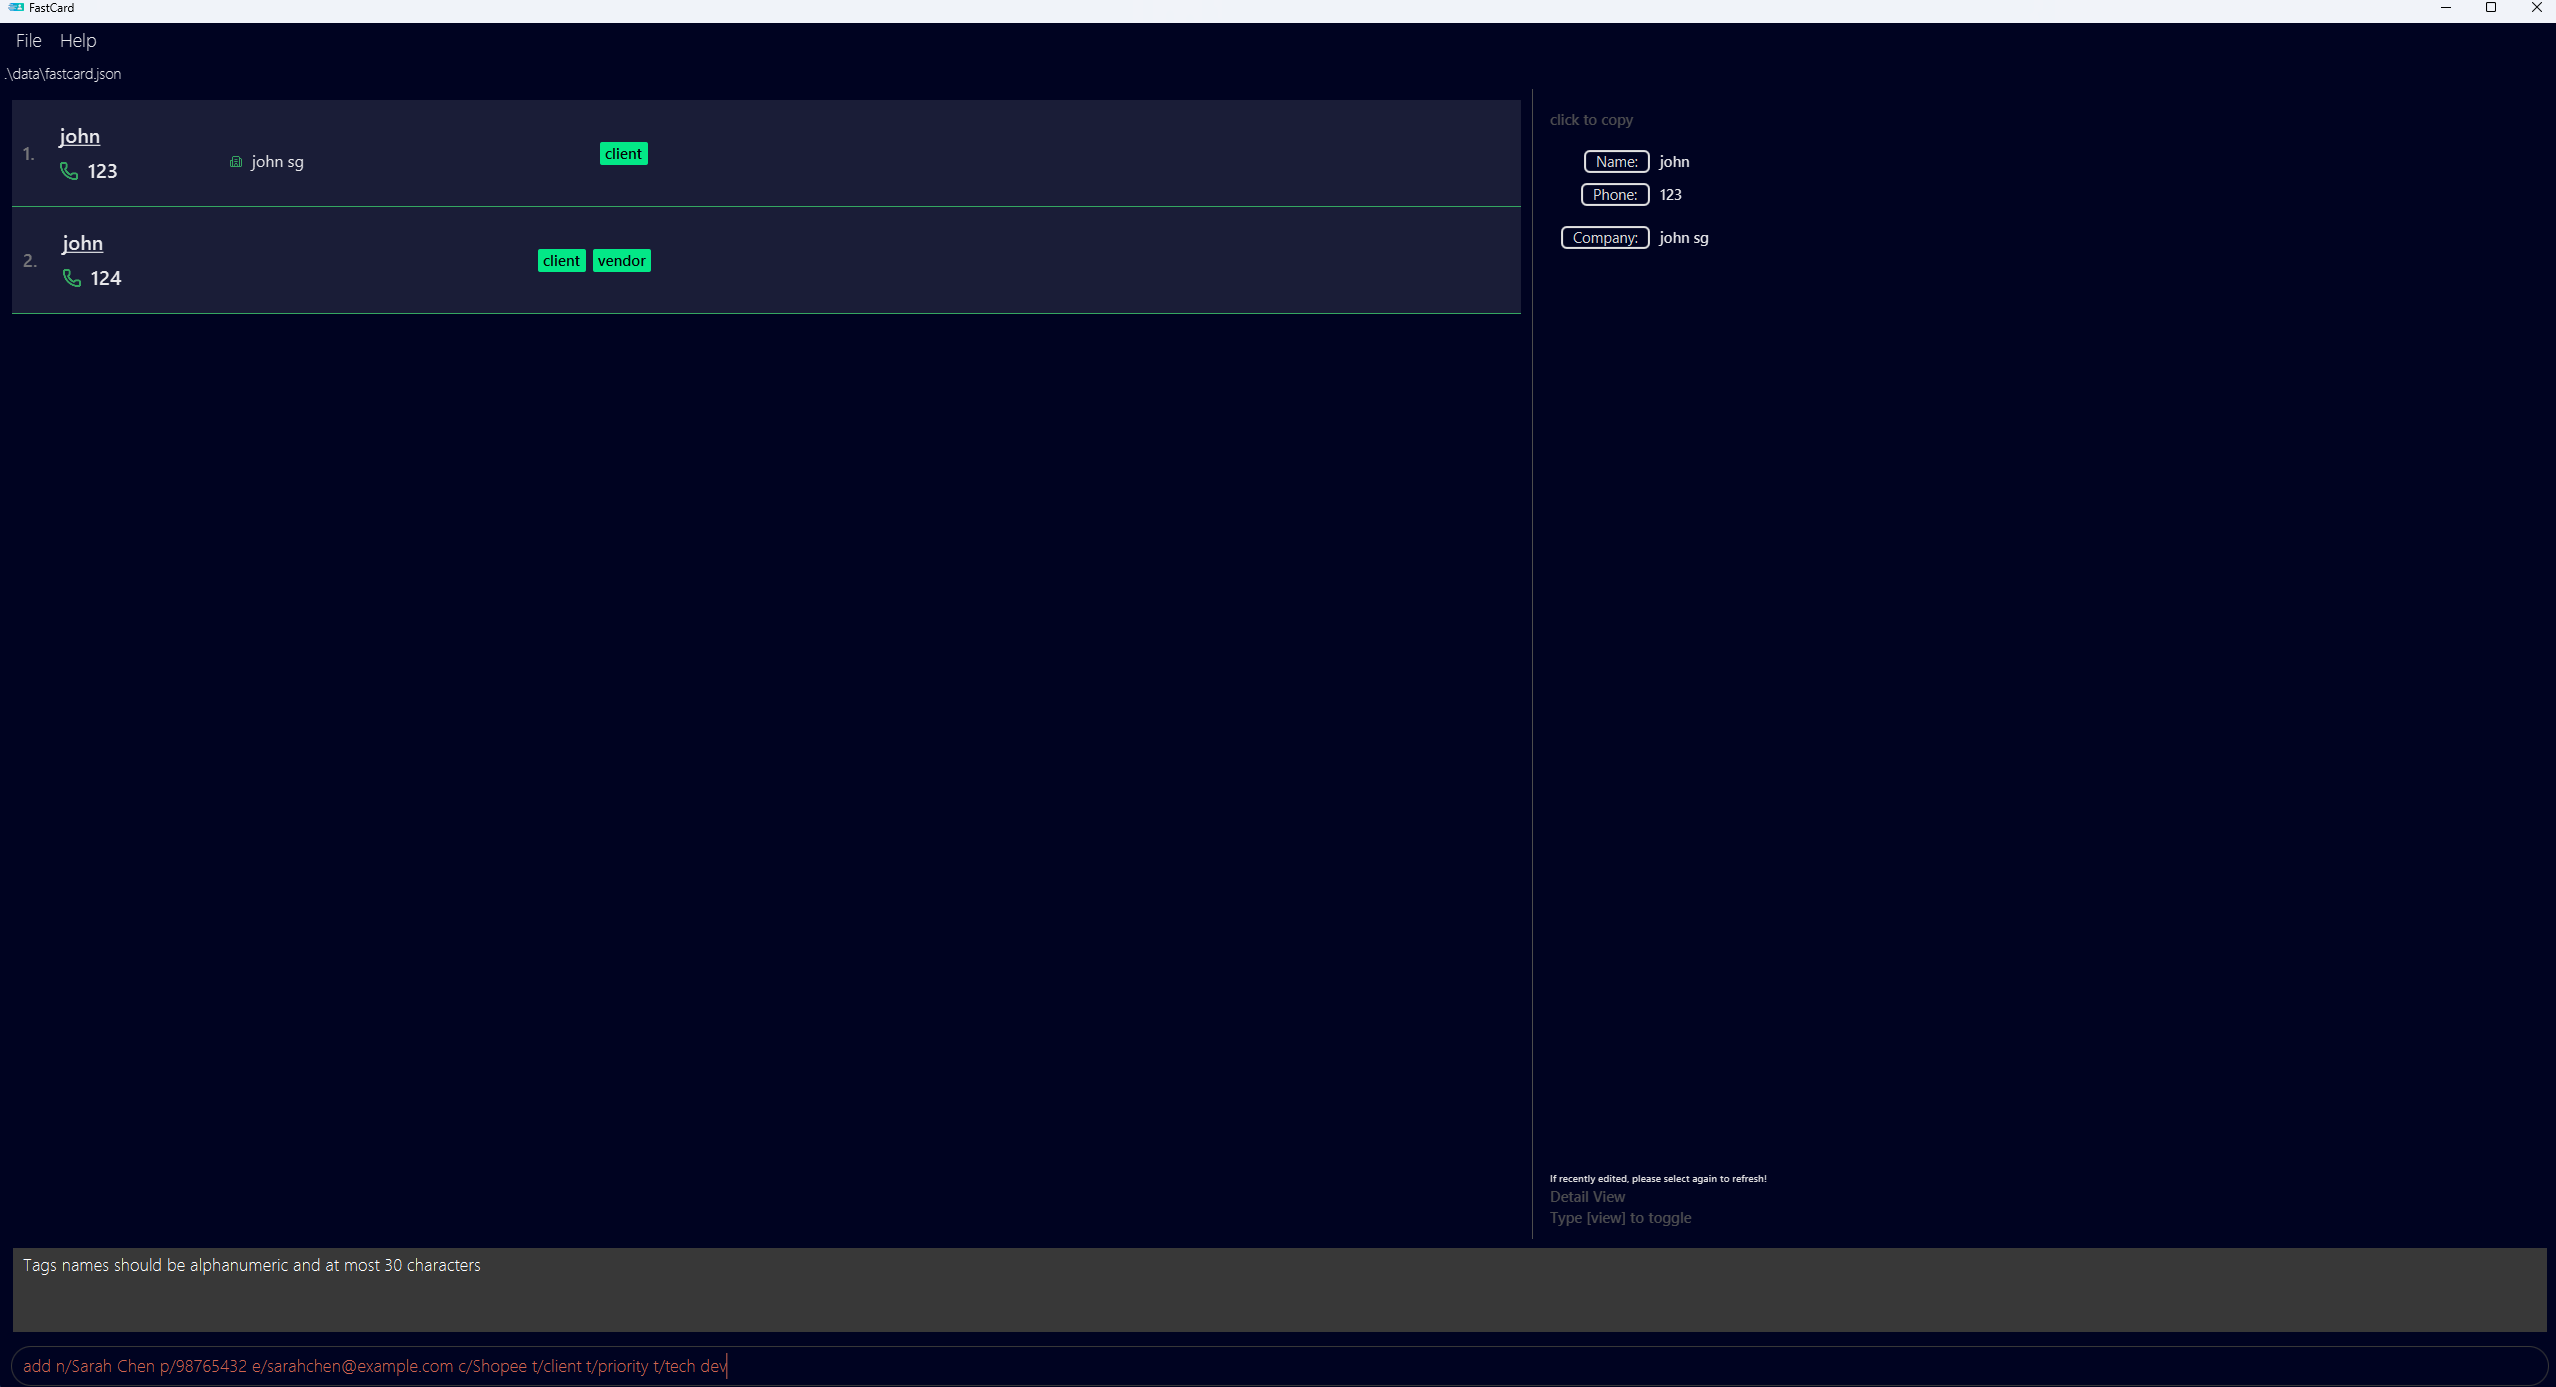 FastCard
File Help
.\data\fastcard.json
1. john
123
john sg
client
2. john
124
client vendor
click to copy
Name: john
Phone: 123
Company: john sg
If recently edited, please select again to refresh!
Detail View
Type [view] to toggle
Tags names should be alphanumeric and at most 30 characters
add n/Sarah Chen p/98765432 e/sarahchen@example.com c/Shopee t/client t/priority t/tech dev